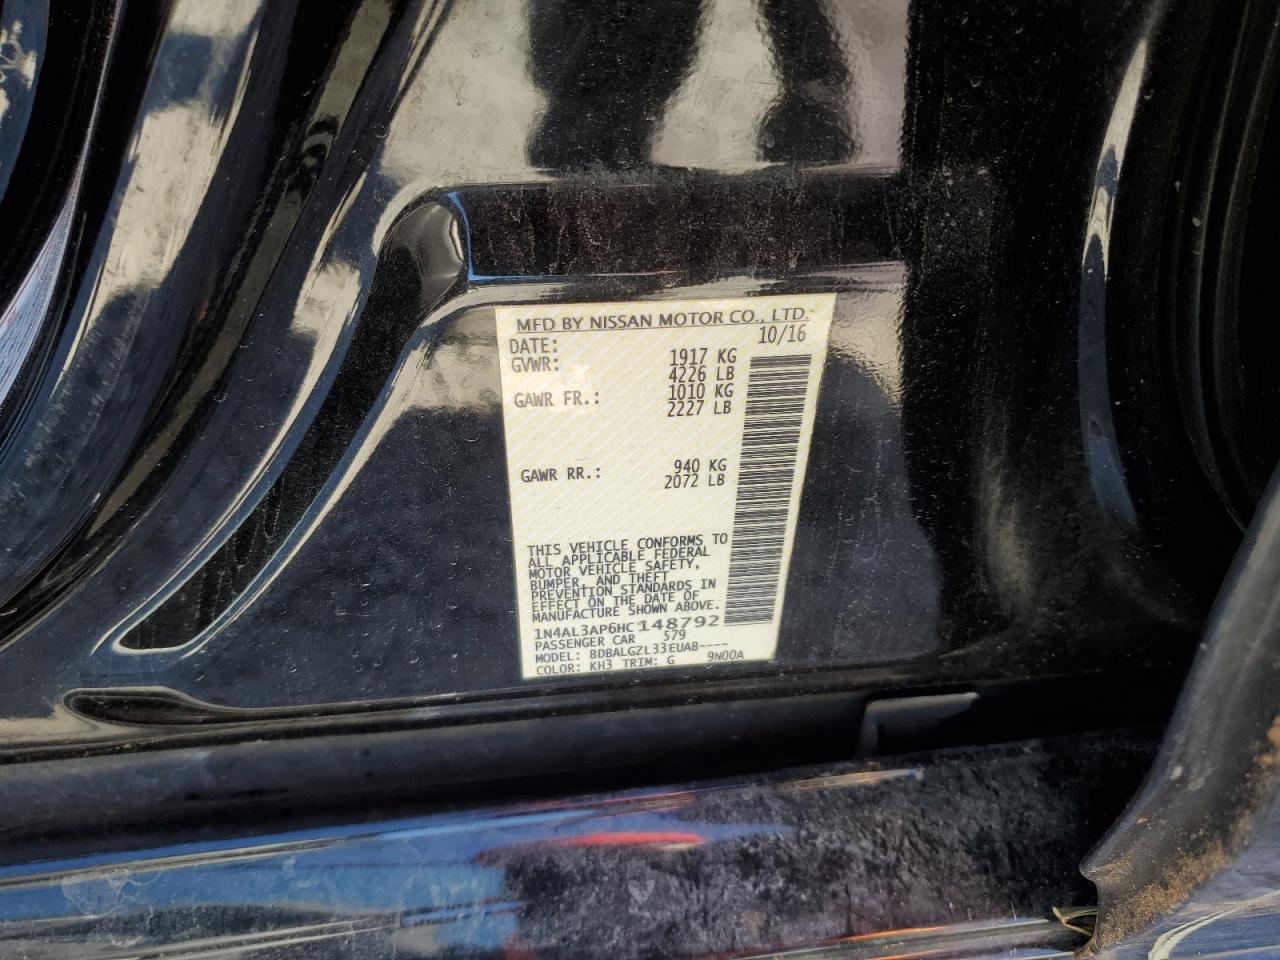 MFD BY NISSAN MOTOR CO., LTD.
DATE: 10/16
GVWR: 1917 KG
4226 LB
GAWR FR.: 1010 KG
2227 LB
GAWR RR.: 940 KG
2072 LB
THIS VEHICLE CONFORMS TO
ALL APPLICABLE FEDERAL
MOTOR VEHICLE SAFETY,
BUMPER, AND THEFT
PREVENTION STANDARDS IN
EFFECT ON THE DATE OF
MANUFACTURE SHOWN ABOVE.
1N4AL3AP6HC148792
PASSENGER CAR 579
MODEL: BDBALGZL33EUAB----
COLOR: KH3 TRIM: G 9N00A